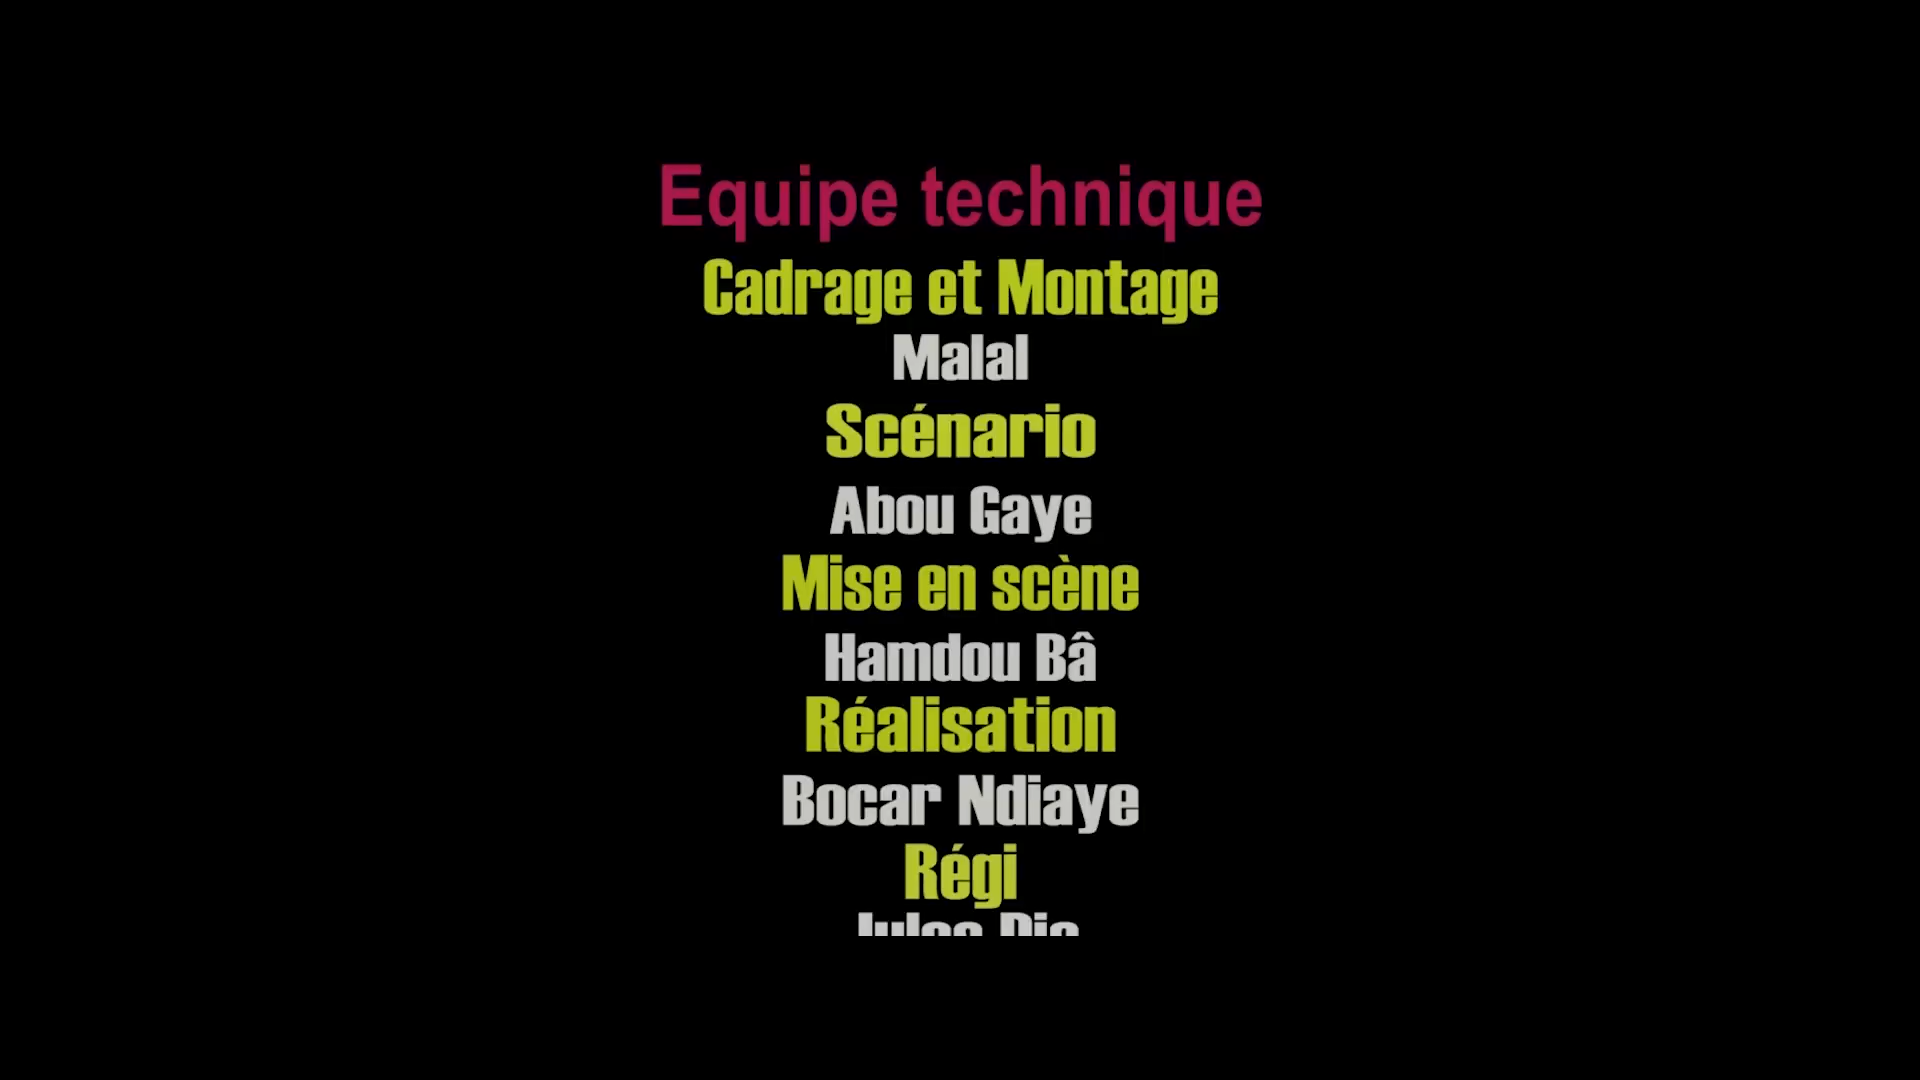 Equipe technique
Cadrage et Montage
Malal
Scénario
Abou Gaye
Mise en scène
Hamdou Bâ
Réalisation
Bocar Ndiaye
Régi